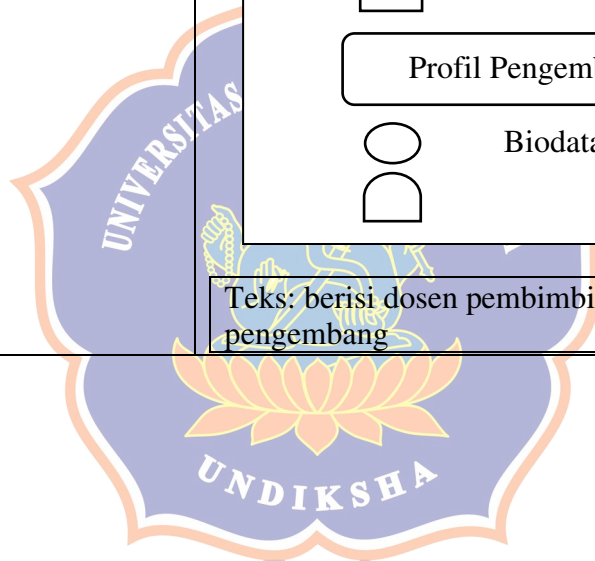 Profil Pengemb
Biodata
Teks: berisi dosen pembimbi
pengembang
UNIVERSITAS
UNDIKSHA